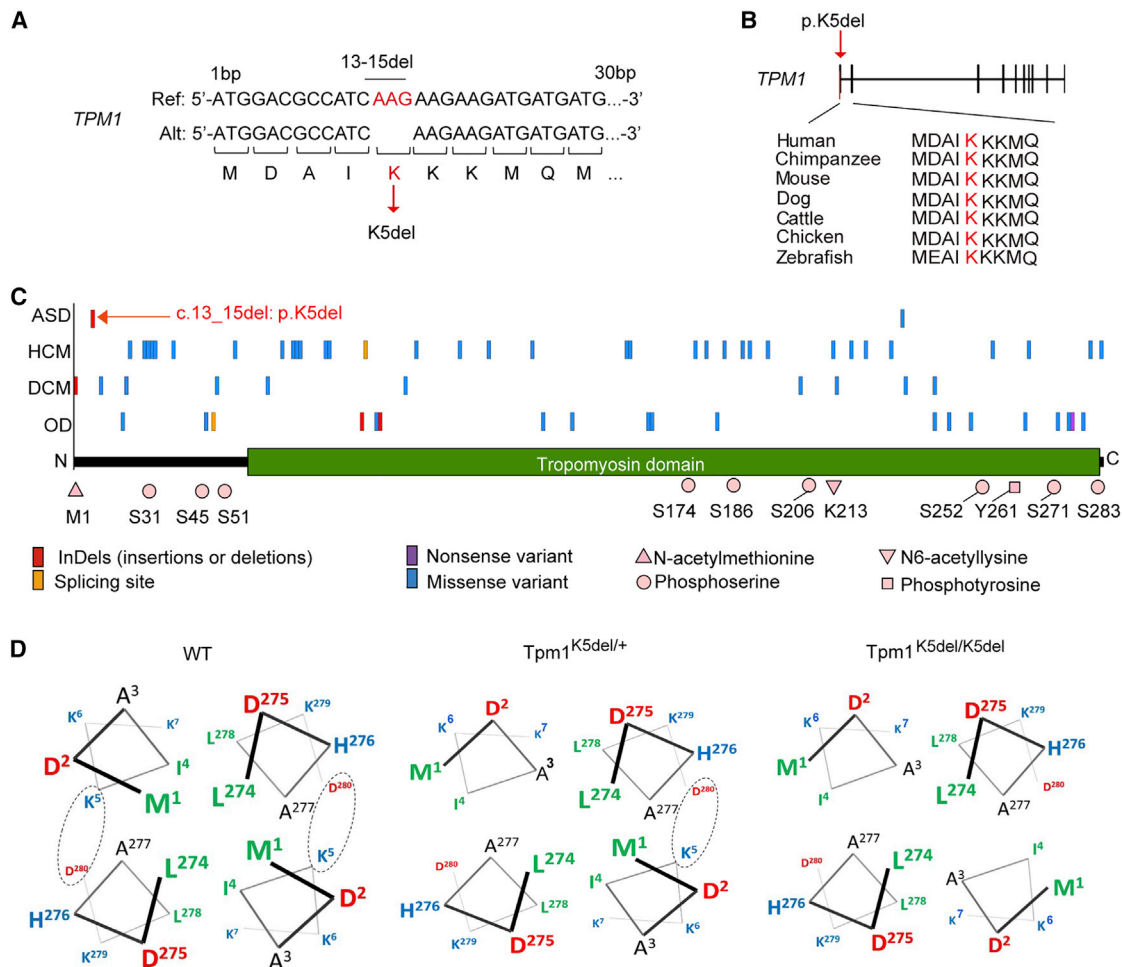 A
13-15del
1bp
30bp
TPM1
Ref: 5’-ATGGACGCCATC AAG AAGAAGATGATGATG...-3’
Alt: 5’-ATGGACGCCATC AAGAAGATGATGATG...-3’
M D A I K K K M Q M ...
K5del
B
p.K5del
TPM1
Human MDAI K KKMQ
Chimpanzee MDAI K KKMQ
Mouse MDAI K KKMQ
Dog MDAI K KKMQ
Cattle MDAI K KKMQ
Chicken MDAI K KKMQ
Zebrafish MEAI K KKMQ
C
ASD
c.13_15del: p.K5del
HCM
DCM
OD
N Tropomyosin domain C
M1 S31 S45 S51 S174 S186 S206 K213 S252 Y261 S271 S283
InDels (insertions or deletions) Nonsense variant N-acetylmethionine N6-acetyllysine
Splicing site Missense variant Phosphoserine Phosphotyrosine
D
WT
A³ K⁶ K⁷ D² I⁴ K⁵ M¹
D²⁷⁵ K²⁷⁹ L²⁷⁸ H²⁷⁶ L²⁷⁴ A²⁷⁷ D²⁸⁰
A²⁷⁷ L²⁷⁴ D²⁸⁰ H²⁷⁶ L²⁷⁸ K²⁷⁹ D²⁷⁵
M¹ K⁵ I⁴ D² K⁷ K⁶ A³
Tpm1K5del/+
D² K⁶ K⁷ M¹ A³ I⁴
D²⁷⁵ K²⁷⁹ L²⁷⁸ H²⁷⁶ L²⁷⁴ A²⁷⁷ D²⁸⁰
A²⁷⁷ D²⁸⁰ L²⁷⁴ H²⁷⁶ L²⁷⁸ K²⁷⁹ D²⁷⁵
M¹ K⁵ I⁴ D² K⁷ K⁶ A³
Tpm1K5del/K5del
D² K⁶ K⁷ M¹ A³ I⁴
D²⁷⁵ K²⁷⁹ L²⁷⁸ H²⁷⁶ L²⁷⁴ A²⁷⁷ D²⁸⁰
A²⁷⁷ D²⁸⁰ L²⁷⁴ H²⁷⁶ L²⁷⁸ K²⁷⁹ D²⁷⁵
I⁴ A³ M¹ K⁷ K⁶ D²